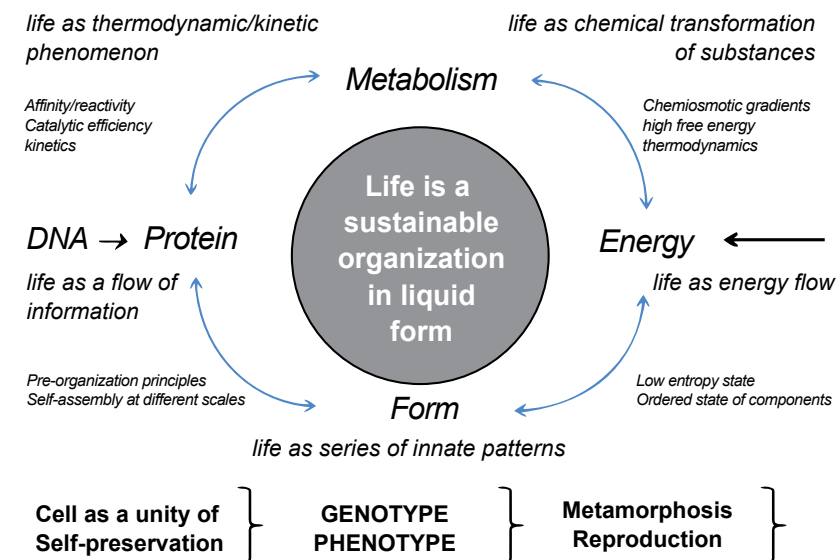 life as thermodynamic/kinetic
phenomenon
life as chemical transformation
of substances
Metabolism
Affinity/reactivity
Catalytic efficiency
kinetics
Chemiosmotic gradients
high free energy
thermodynamics
Life is a
sustainable
organization
in liquid
form
DNA → Protein
Energy
life as a flow of
information
life as energy flow
Pre-organization principles
Self-assembly at different scales
Low entropy state
Ordered state of components
Form
life as series of innate patterns
Cell as a unity of
Self-preservation
GENOTYPE
PHENOTYPE
Metamorphosis
Reproduction